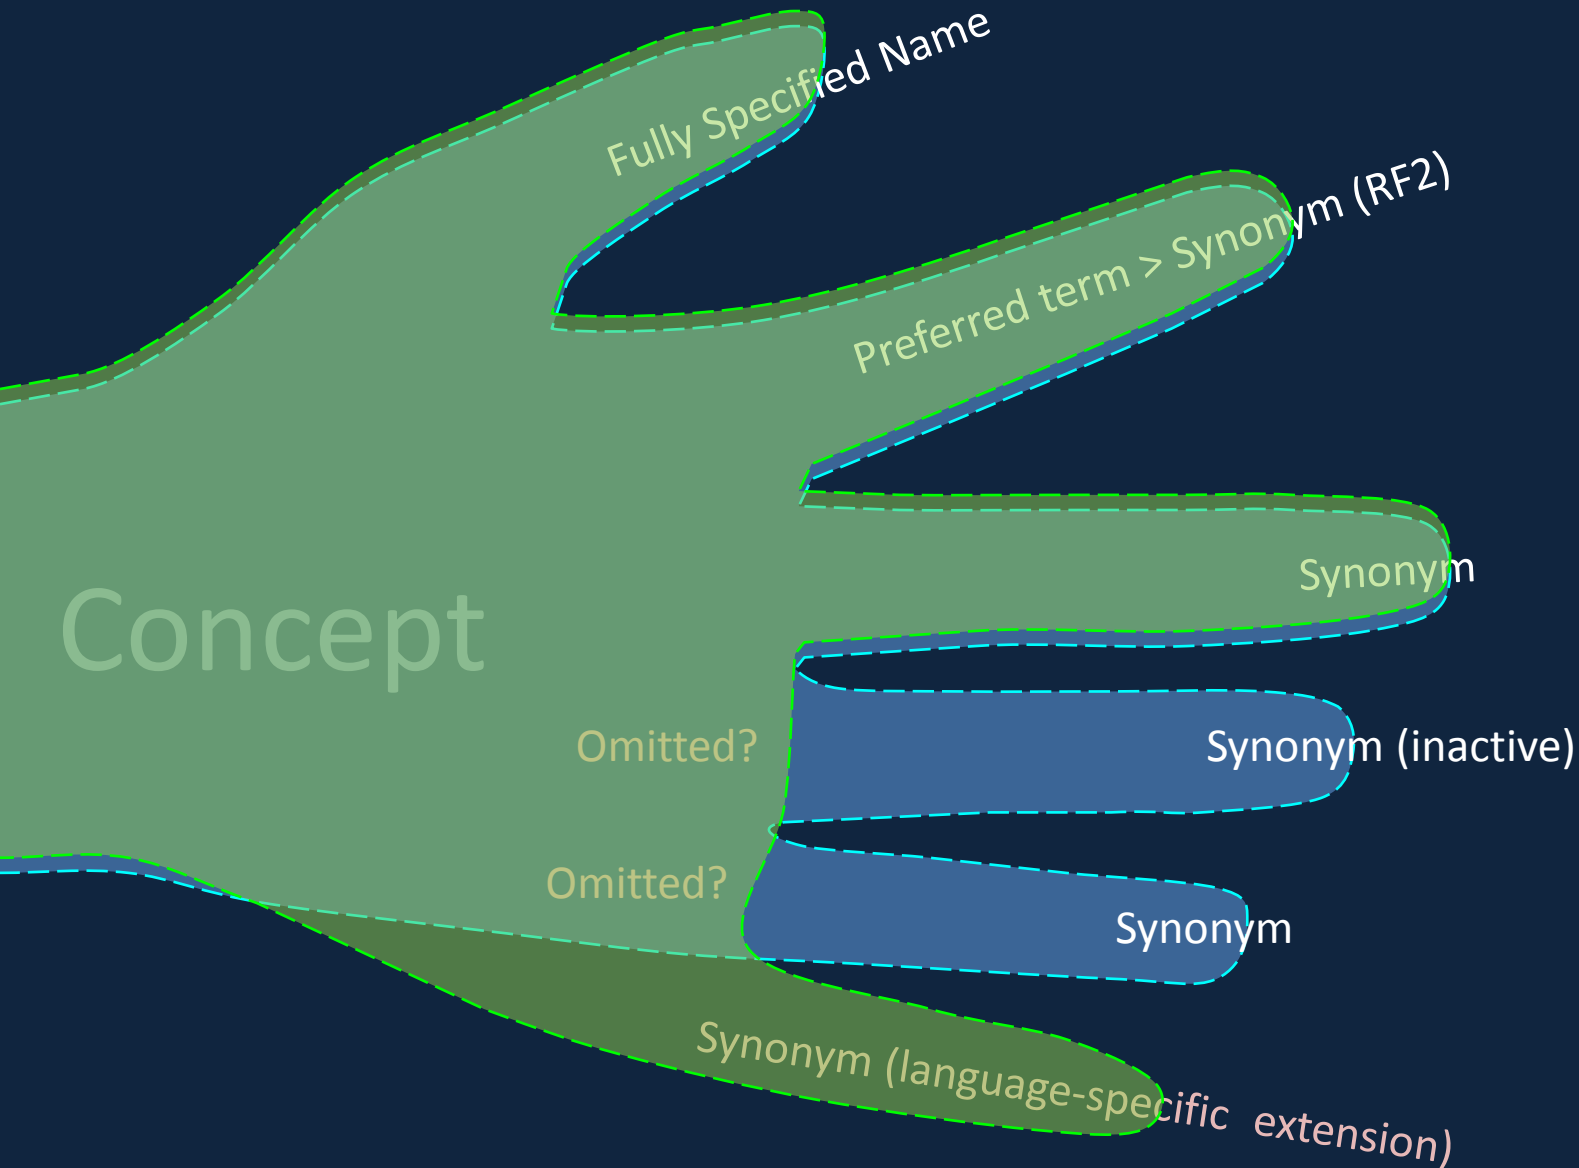 Fully Specified Name
Preferred term > Synonym (RF2)
Synonym
Concept
Omitted?
Synonym (inactive)
Omitted?
Synonym
Synonym (language-specific extension)